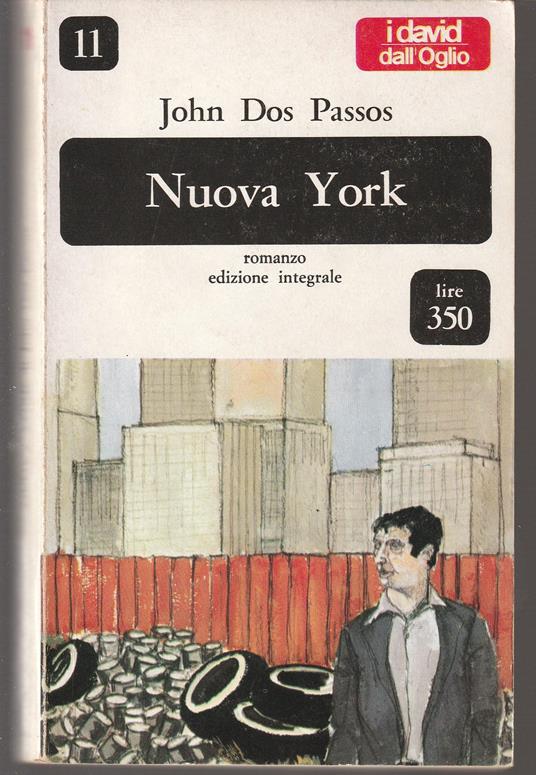 11
i david
dall'Oglio
John Dos Passos
Nuova York
romanzo
edizione integrale
lire
350